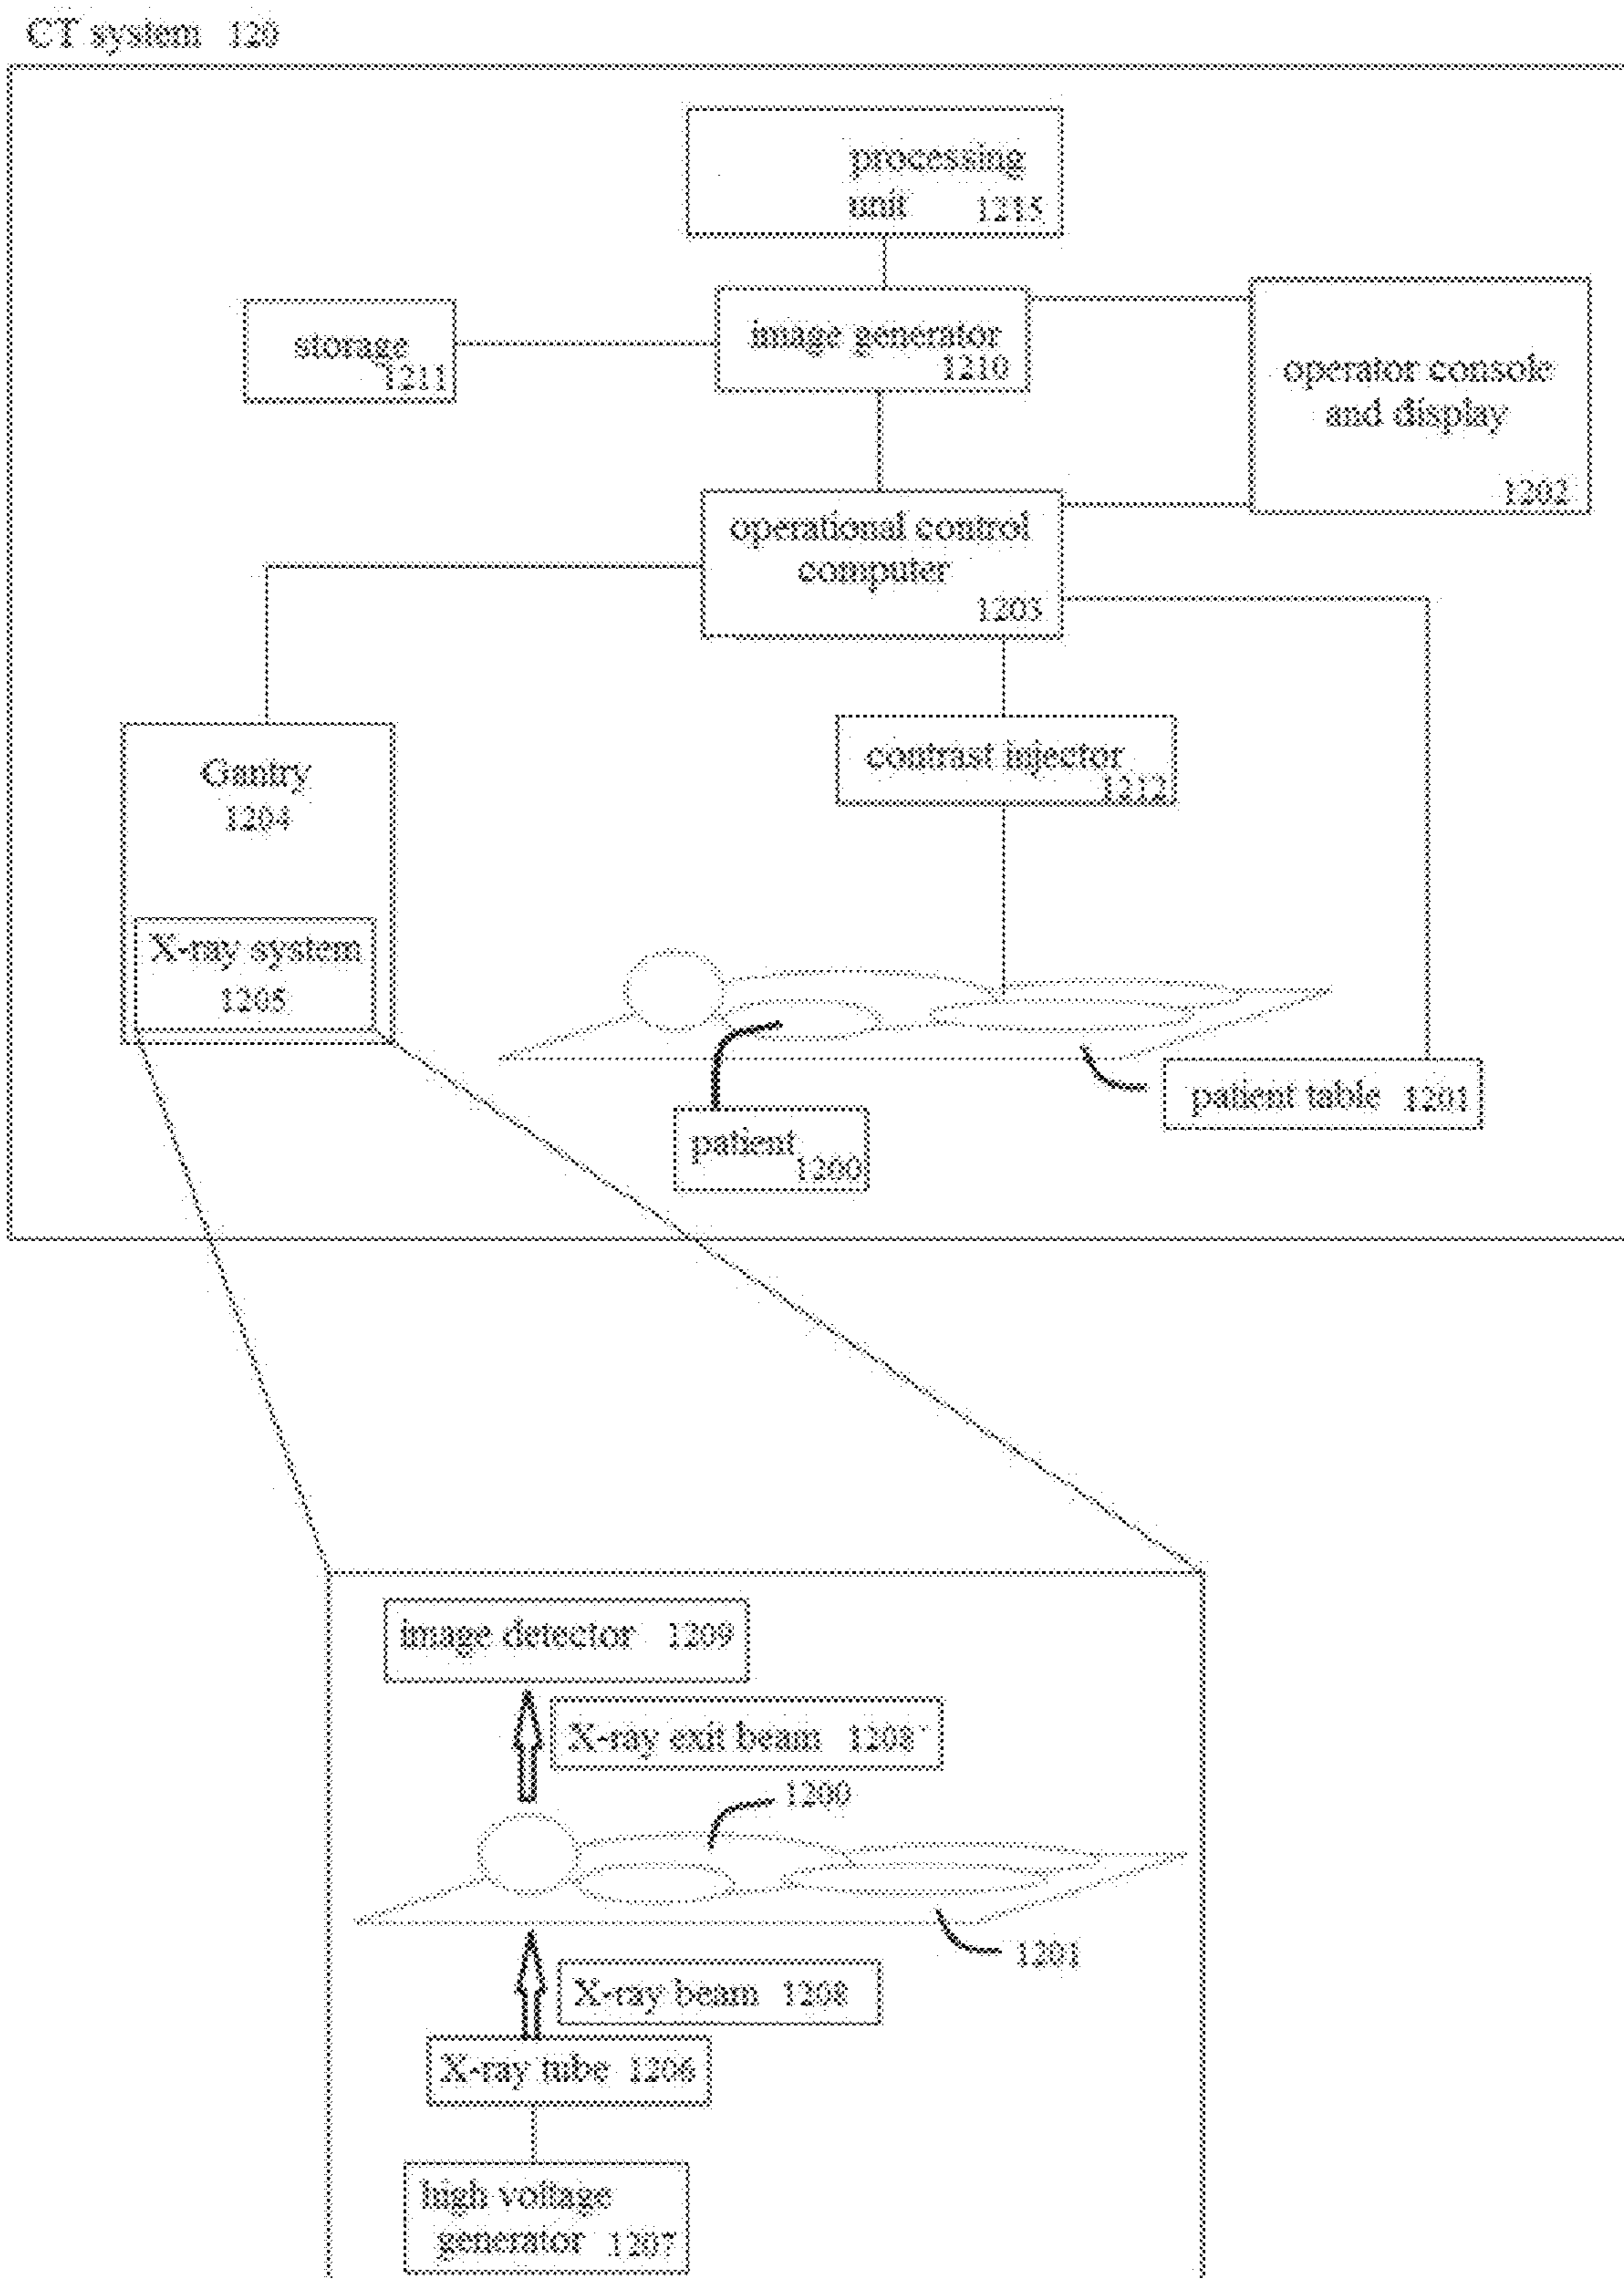 CT system 120
processing
unit 1215
image generator
1210
storage
1211
operator console
and display
1202
operational control
computer
1203
Gantry
1204
contrast injector
1212
X-ray system
1205
patient table 1201
patient
1200
image detector 1209
X-ray exit beam 1208'
1200
1201
X-ray beam 1208
X-ray tube 1206
high voltage
generator 1207